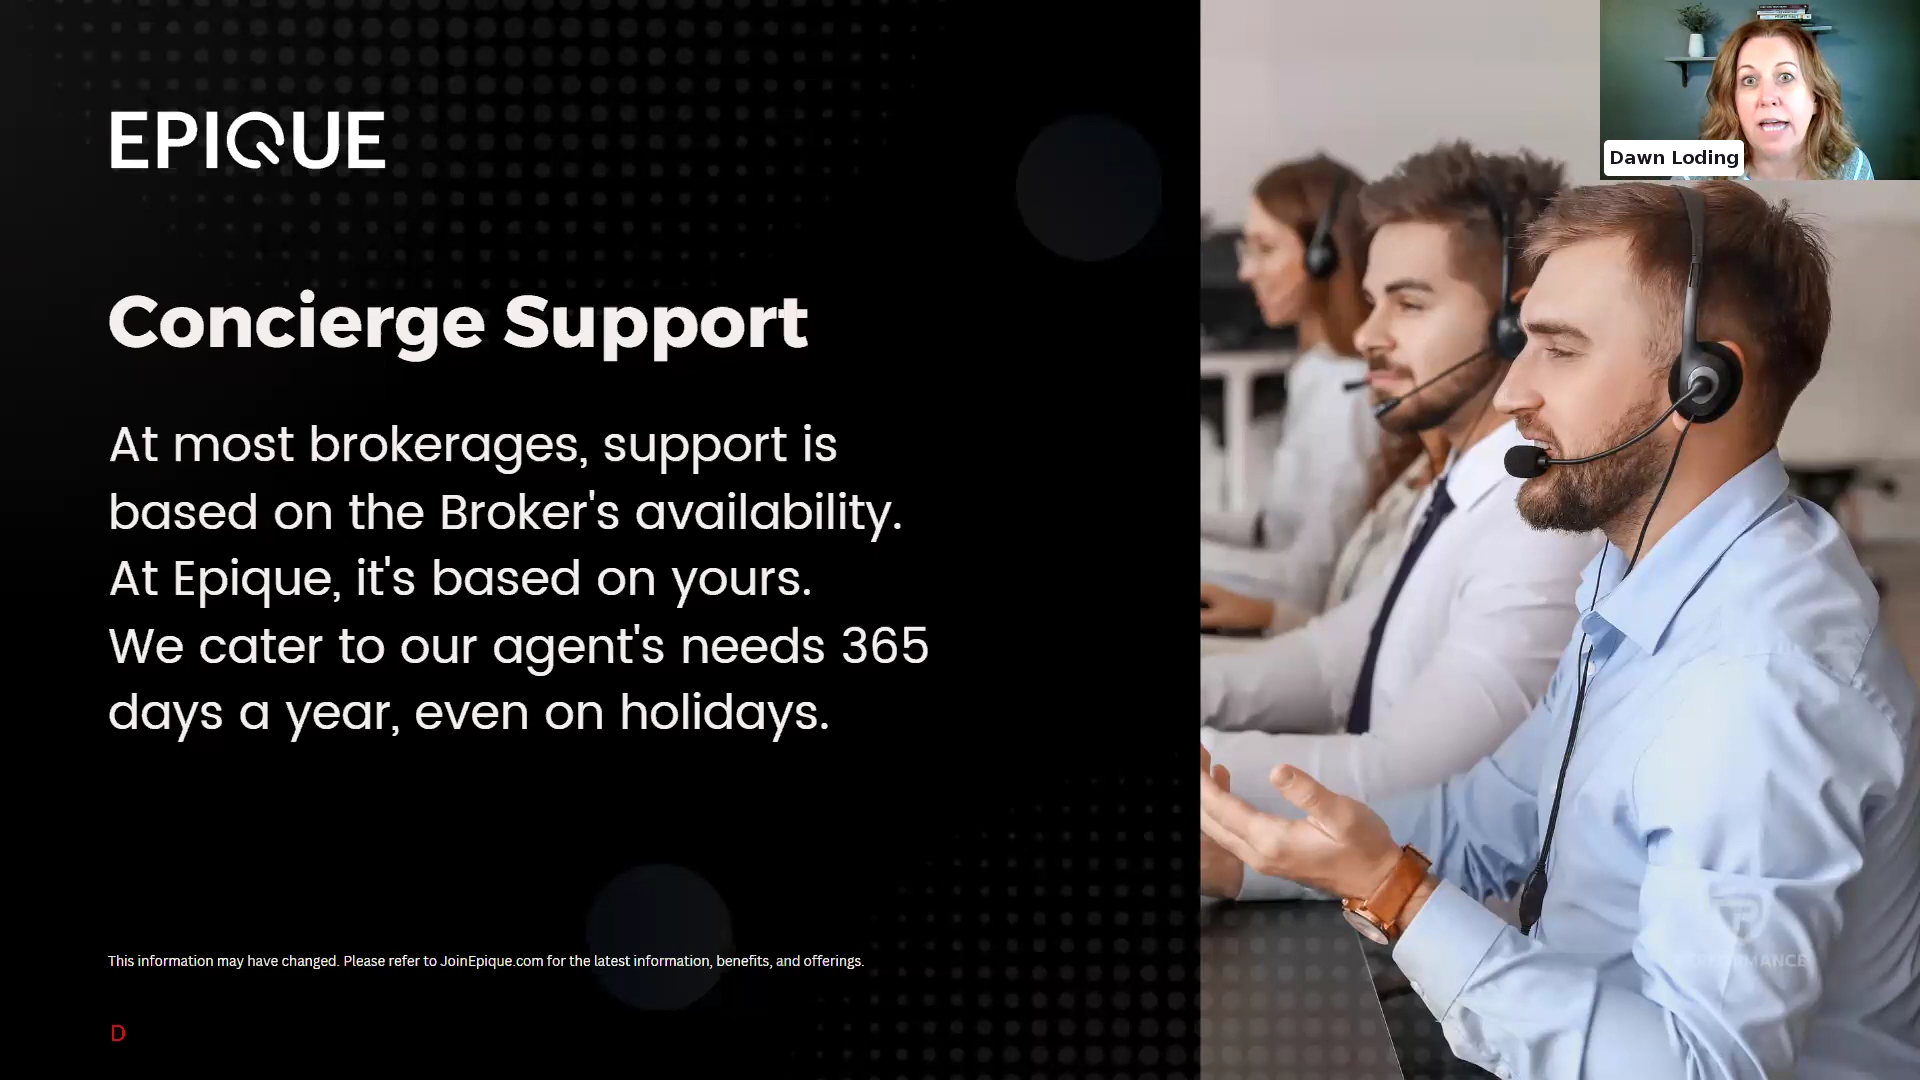 EPIQUE
Dawn Loding
Concierge Support
At most brokerages, support is
based on the Broker's availability.
At Epique, it's based on yours.
We cater to our agent's needs 365
days a year, even on holidays.
This information may have changed. Please refer to JoinEpique.com for the latest information, benefits, and offerings.
D